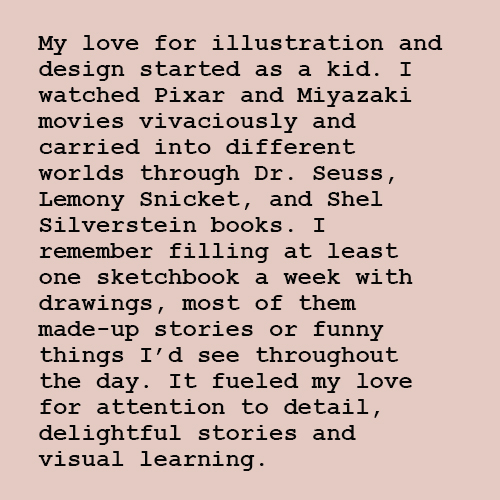 My love for illustration and
design started as a kid. I
watched Pixar and Miyazaki
movies vivaciously and
carried into different
worlds through Dr. Seuss,
Lemony Snicket, and Shel
Silverstein books. I
remember filling at least
one sketchbook a week with
drawings, most of them
made-up stories or funny
things I’d see throughout
the day. It fueled my love
for attention to detail,
delightful stories and
visual learning.